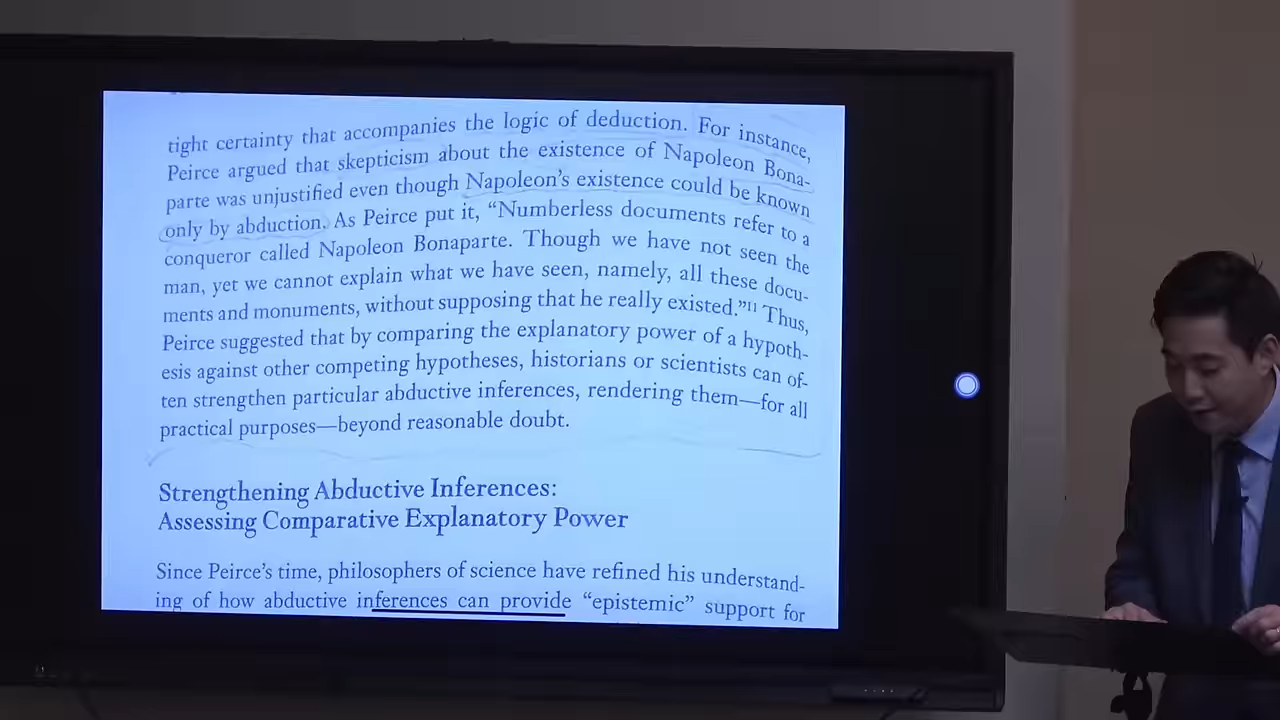 tight certainty that accompanies the logic of deduction. For instance,
Peirce argued that skepticism about the existence of Napoleon Bona-
parte was unjustified even though Napoleon's existence could be known
only by abduction. As Peirce put it, “Numberless documents refer to a
conqueror called Napoleon Bonaparte. Though we have not seen the
man, yet we cannot explain what we have seen, namely, all these docu-
ments and monuments, without supposing that he really existed.”11 Thus,
Peirce suggested that by comparing the explanatory power of a hypoth-
esis against other competing hypotheses, historians or scientists can of-
ten strengthen particular abductive inferences, rendering them—for all
practical purposes—beyond reasonable doubt.
Strengthening Abductive Inferences:
Assessing Comparative Explanatory Power
Since Peirce's time, philosophers of science have refined his understand-
ing of how abductive inferences can provide “epistemic” support for